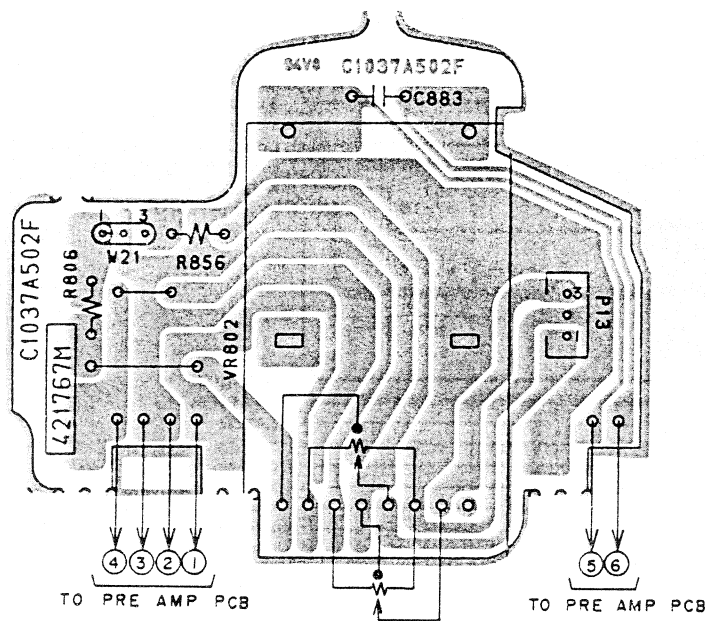 94V0 C1037A502F
C883
1 3
W21
R856
R806
C1037A502F
421767M
VR802
3
P13
1
4 3 2 1
5 6
TO PRE AMP PCB
TO PRE AMP PCB